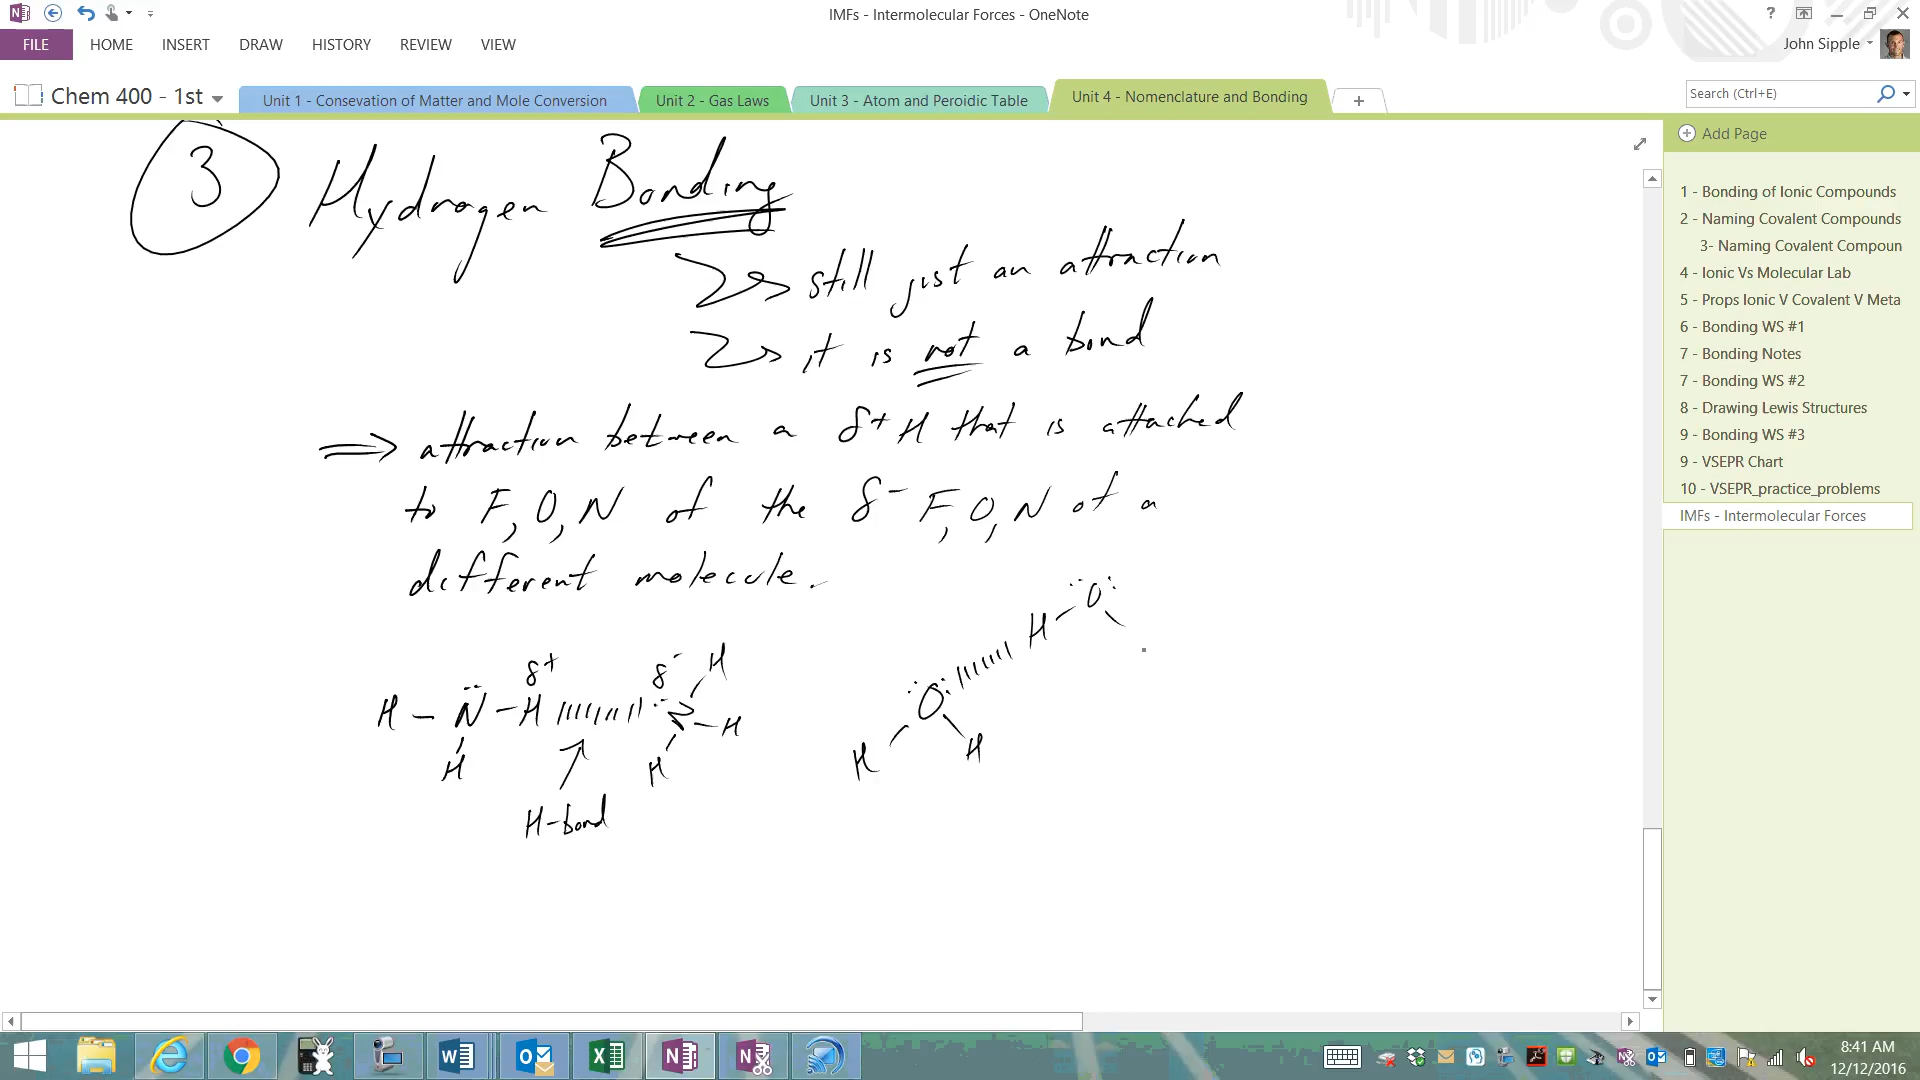 IMFs - Intermolecular Forces - OneNote
?
FILE HOME INSERT DRAW HISTORY REVIEW VIEW
John Sipple
Chem 400 - 1st
Unit 1 - Consevation of Matter and Mole Conversion
Unit 2 - Gas Laws
Unit 3 - Atom and Peroidic Table
Unit 4 - Nomenclature and Bonding
+
Search (Ctrl+E)
3 Hydrogen Bonding
still just an attraction
it is not a bond
⇒ attraction between a δ+ H that is attached
to F, O, N of the δ- F, O, N of a
different molecule.
H - N - H δ+
H
δ- N H
H
H
H-bond
H - O
O
H H
Add Page
1 - Bonding of Ionic Compounds
2 - Naming Covalent Compounds
3- Naming Covalent Compoun
4 - Ionic Vs Molecular Lab
5 - Props Ionic V Covalent V Meta
6 - Bonding WS #1
7 - Bonding Notes
7 - Bonding WS #2
8 - Drawing Lewis Structures
9 - Bonding WS #3
9 - VSEPR Chart
10 - VSEPR_practice_problems
IMFs - Intermolecular Forces
8:41 AM
12/12/2016